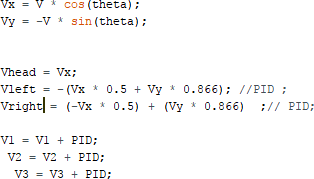 Vx = V * cos(theta);
Vy = -V * sin(theta);
Vhead = Vx;
Vleft = -(Vx * 0.5 + Vy * 0.866); //PID ;
Vright = (-Vx * 0.5) + (Vy * 0.866)  ;// PID;
V1 = V1 + PID;
V2 = V2 + PID;
V3 = V3 + PID;